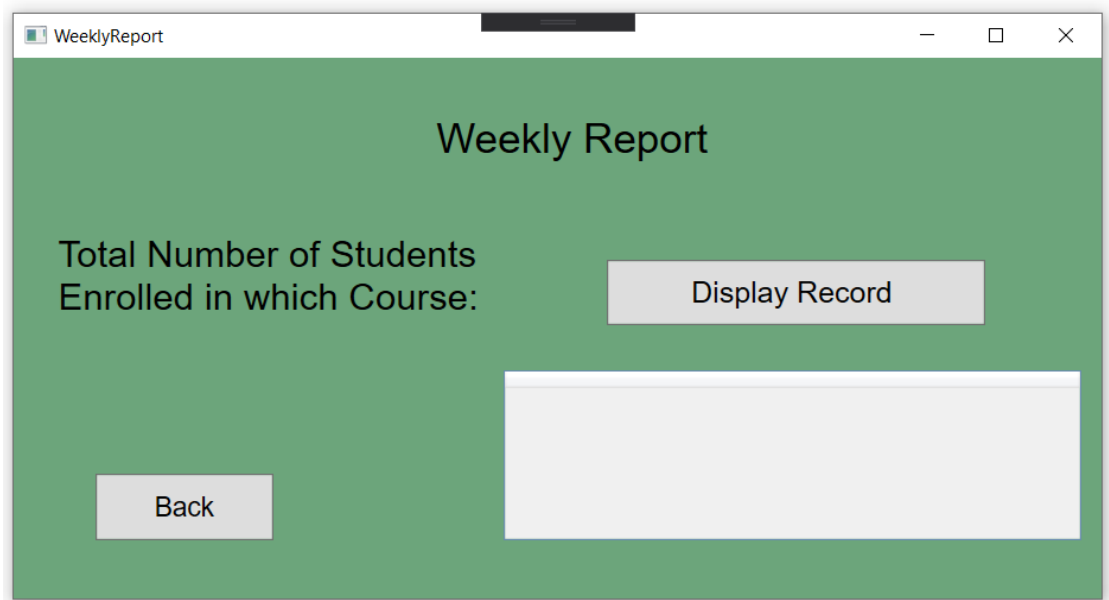 WeeklyReport
Weekly Report
Total Number of Students
Enrolled in which Course:
Display Record
Back